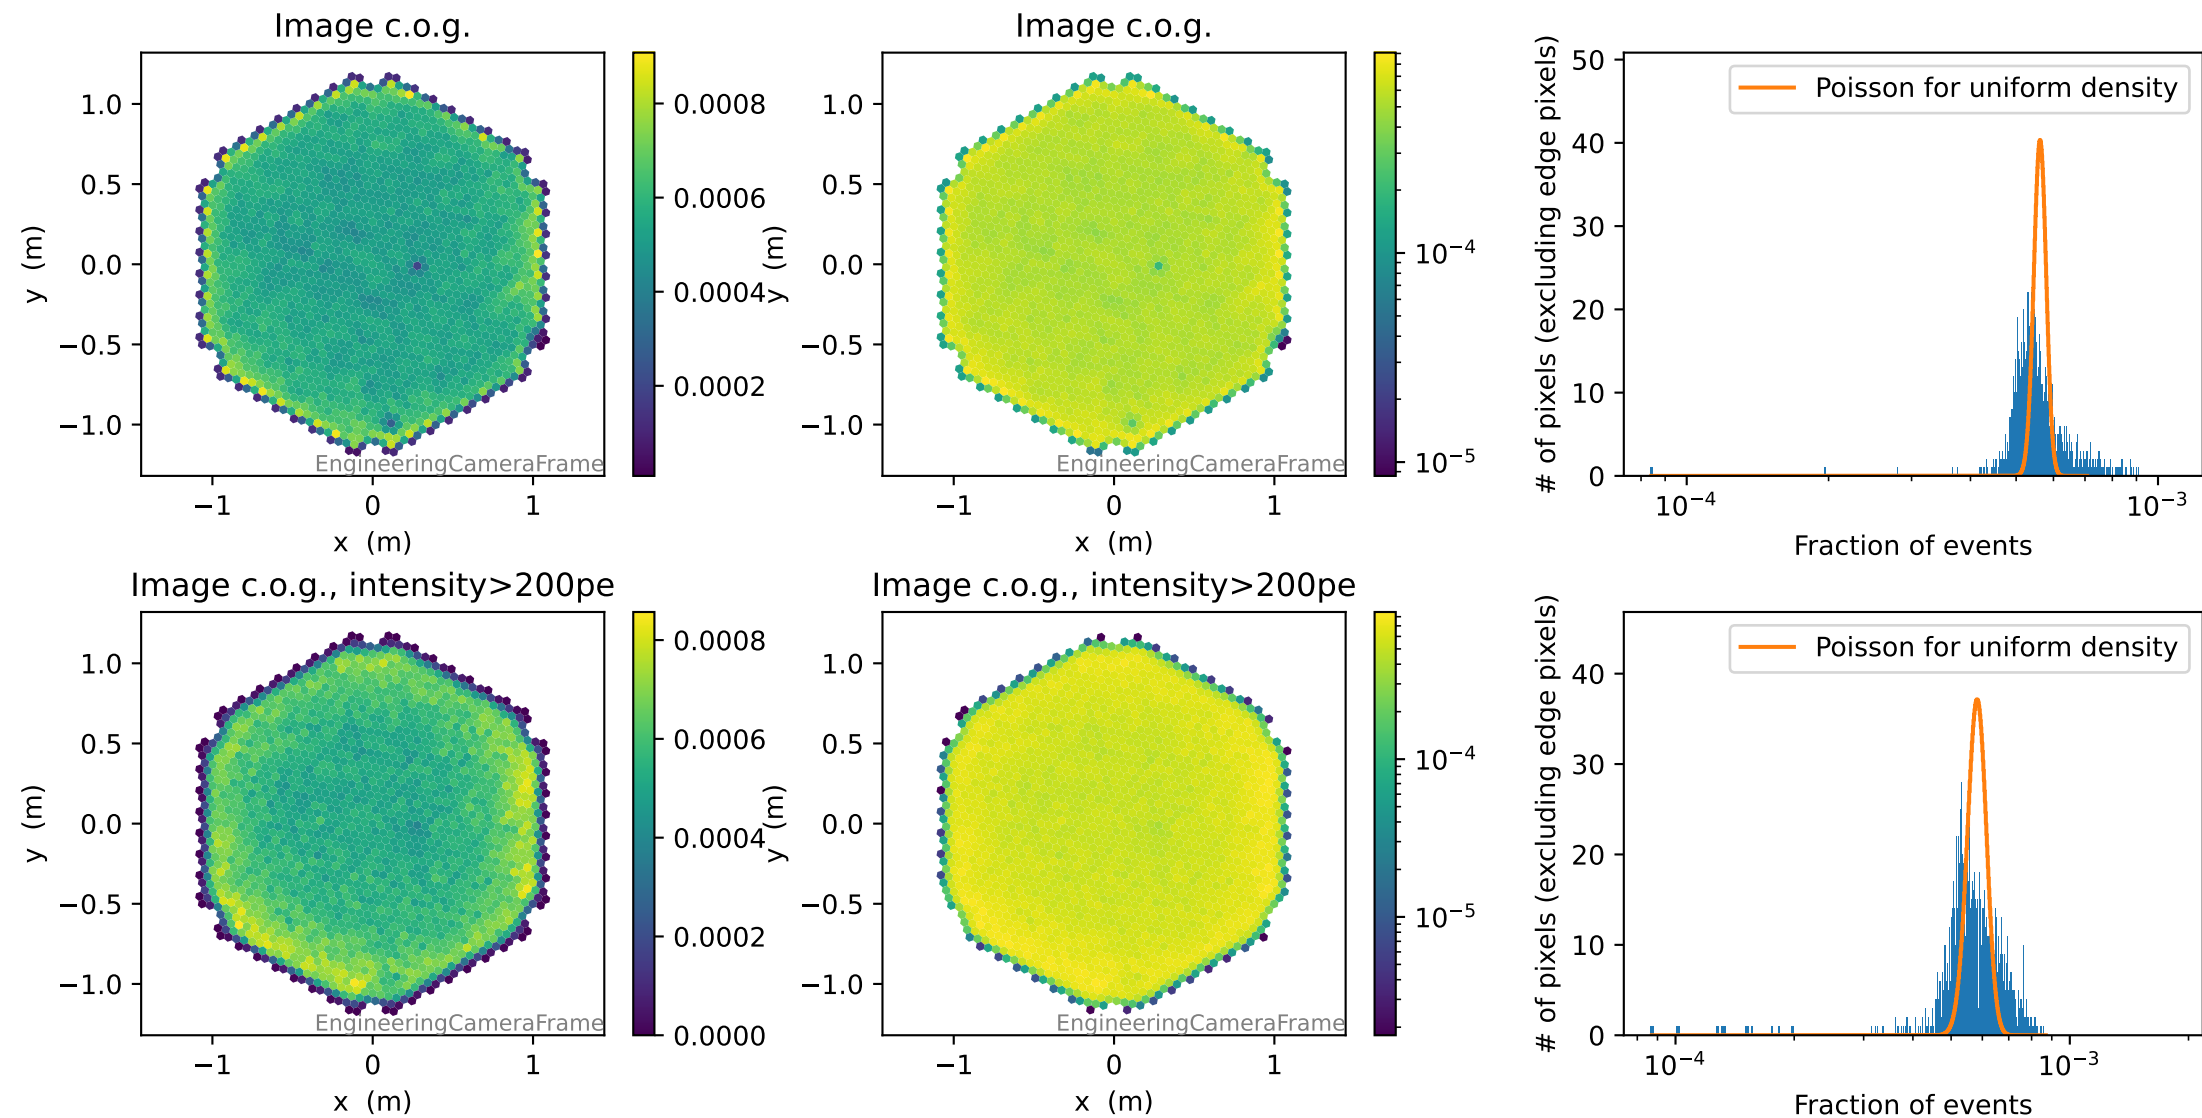 Image c.o.g.
y (m)
1.0
0.5
0.0
−0.5
−1.0
−1
0
1
x (m)
EngineeringCameraFrame
0.0008
0.0006
0.0004
0.0002
Image c.o.g.
y (m)
1.0
0.5
0.0
−0.5
−1.0
−1
0
1
x (m)
EngineeringCameraFrame
10⁻⁴
10⁻⁵
# of pixels (excluding edge pixels)
50
40
30
20
10
0
Poisson for uniform density
10⁻⁴
10⁻³
Fraction of events
Image c.o.g., intensity>200pe
y (m)
1.0
0.5
0.0
−0.5
−1.0
−1
0
1
x (m)
EngineeringCameraFrame
0.0008
0.0006
0.0004
0.0002
0.0000
Image c.o.g., intensity>200pe
y (m)
1.0
0.5
0.0
−0.5
−1.0
−1
0
1
x (m)
EngineeringCameraFrame
10⁻⁴
10⁻⁵
# of pixels (excluding edge pixels)
40
30
20
10
0
Poisson for uniform density
10⁻⁴
10⁻³
Fraction of events